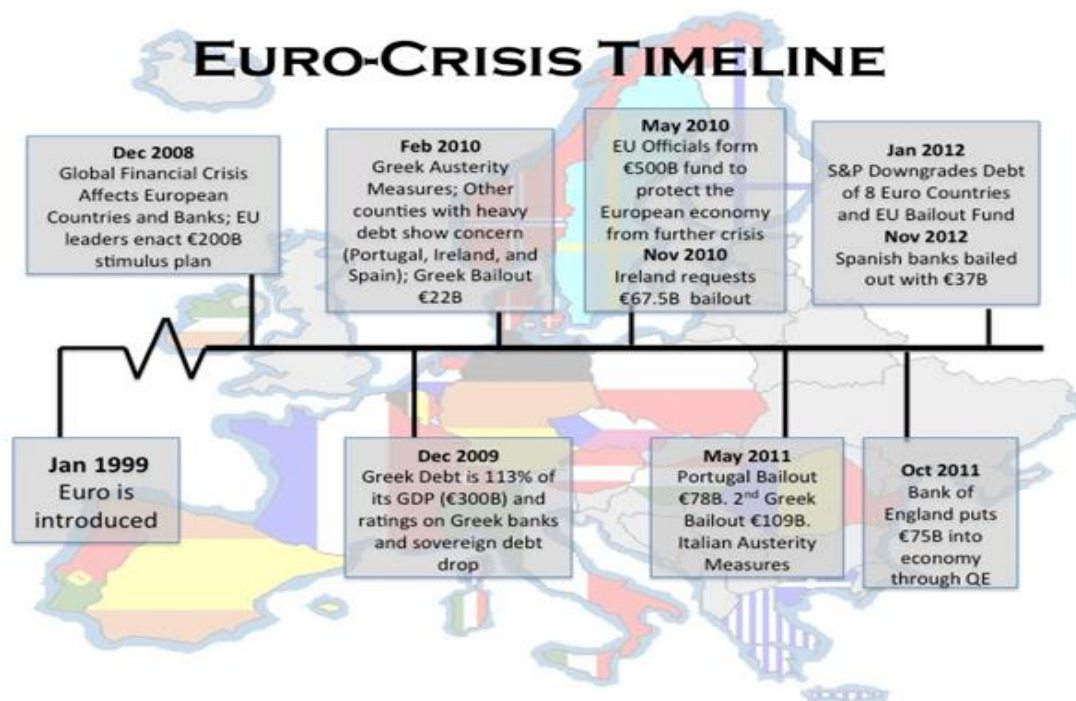 EURO-CRISIS TIMELINE
Dec 2008
Global Financial Crisis
Affects European
Countries and Banks; EU
leaders enact €200B
stimulus plan
Feb 2010
Greek Austerity
Measures; Other
counties with heavy
debt show concern
(Portugal, Ireland, and
Spain); Greek Bailout
€22B
May 2010
EU Officials form
€500B fund to
protect the
European economy
from further crisis
Nov 2010
Ireland requests
€67.5B bailout
Jan 2012
S&P Downgrades Debt
of 8 Euro Countries
and EU Bailout Fund
Nov 2012
Spanish banks bailed
out with €37B
Jan 1999
Euro is
introduced
Dec 2009
Greek Debt is 113% of
its GDP (€300B) and
ratings on Greek banks
and sovereign debt
drop
May 2011
Portugal Bailout
€78B. 2nd Greek
Bailout €109B.
Italian Austerity
Measures
Oct 2011
Bank of
England puts
€75B into
economy
through QE